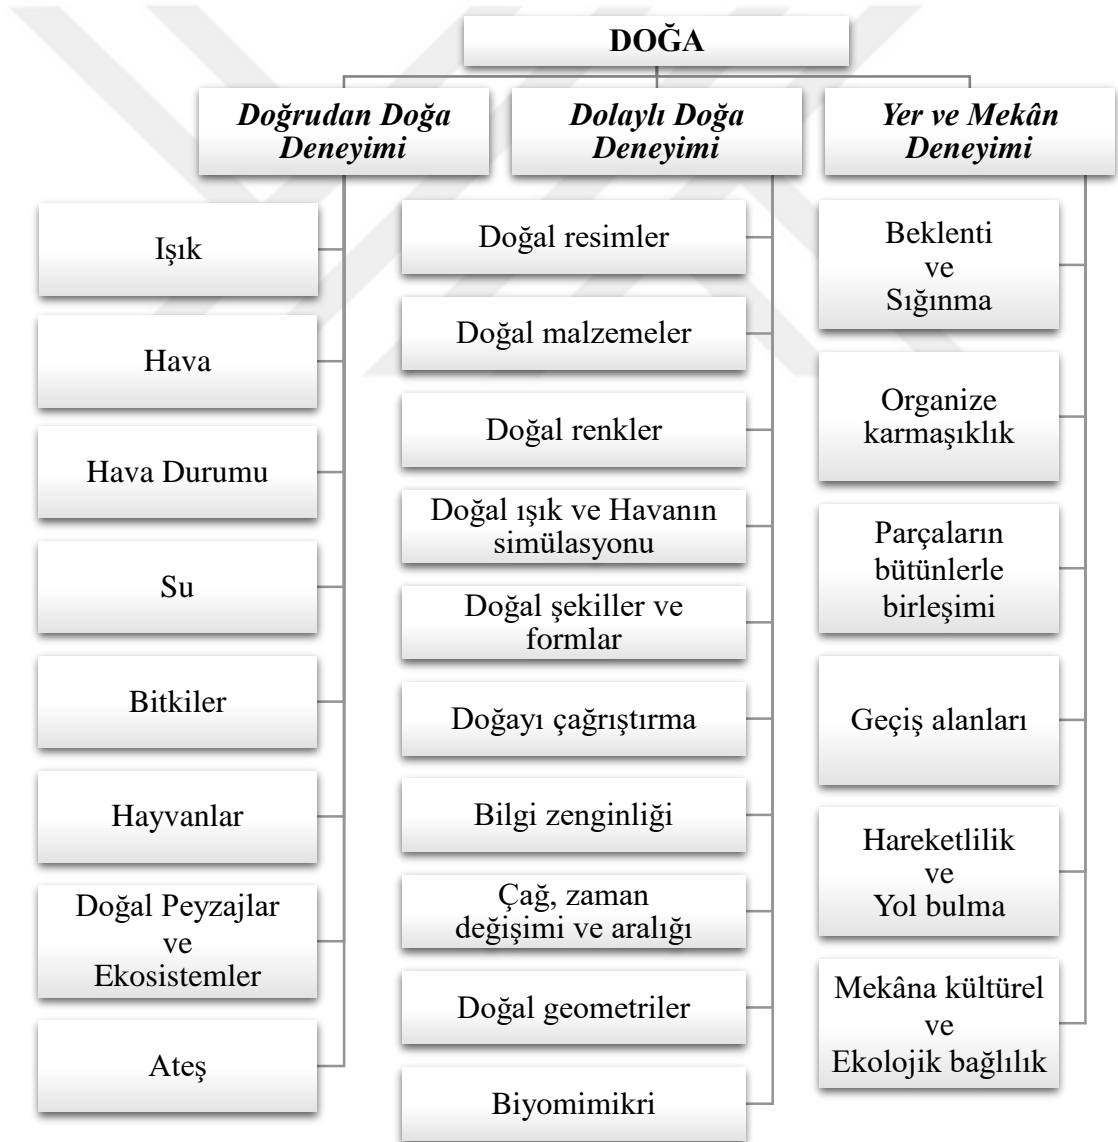 DOĞA
Doğrudan Doğa
Deneyimi
Işık
Hava
Hava Durumu
Su
Bitkiler
Hayvanlar
Doğal Peyzajlar
ve
Ekosistemler
Ateş
Dolaylı Doğa
Deneyimi
Doğal resimler
Doğal malzemeler
Doğal renkler
Doğal ışık ve Havanın
simülasyonu
Doğal şekiller ve
formlar
Doğayı çağrıştırma
Bilgi zenginliği
Çağ, zaman
değişimi ve aralığı
Doğal geometriler
Biyomimikri
Yer ve Mekân
Deneyimi
Beklenti
ve
Sığınma
Organize
karmaşıklık
Parçaların
bütünlerle
birleşimi
Geçiş alanları
Hareketlilik
ve
Yol bulma
Mekâna kültürel
ve
Ekolojik bağlılık